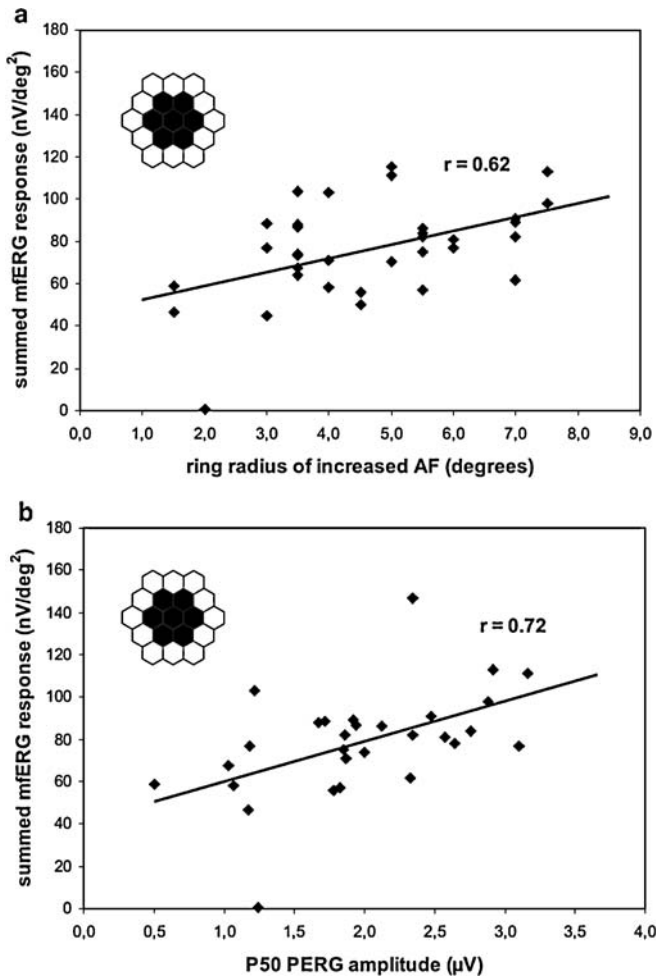 a
summed mfERG response (nV/deg²)
180
160
140
120
100
80
60
40
20
0
r = 0.62
0,0 1,0 2,0 3,0 4,0 5,0 6,0 7,0 8,0 9,0
ring radius of increased AF (degrees)
b
summed mfERG response (nV/deg²)
180
160
140
120
100
80
60
40
20
0
r = 0.72
0,0 0,5 1,0 1,5 2,0 2,5 3,0 3,5 4,0
P50 PERG amplitude (µV)